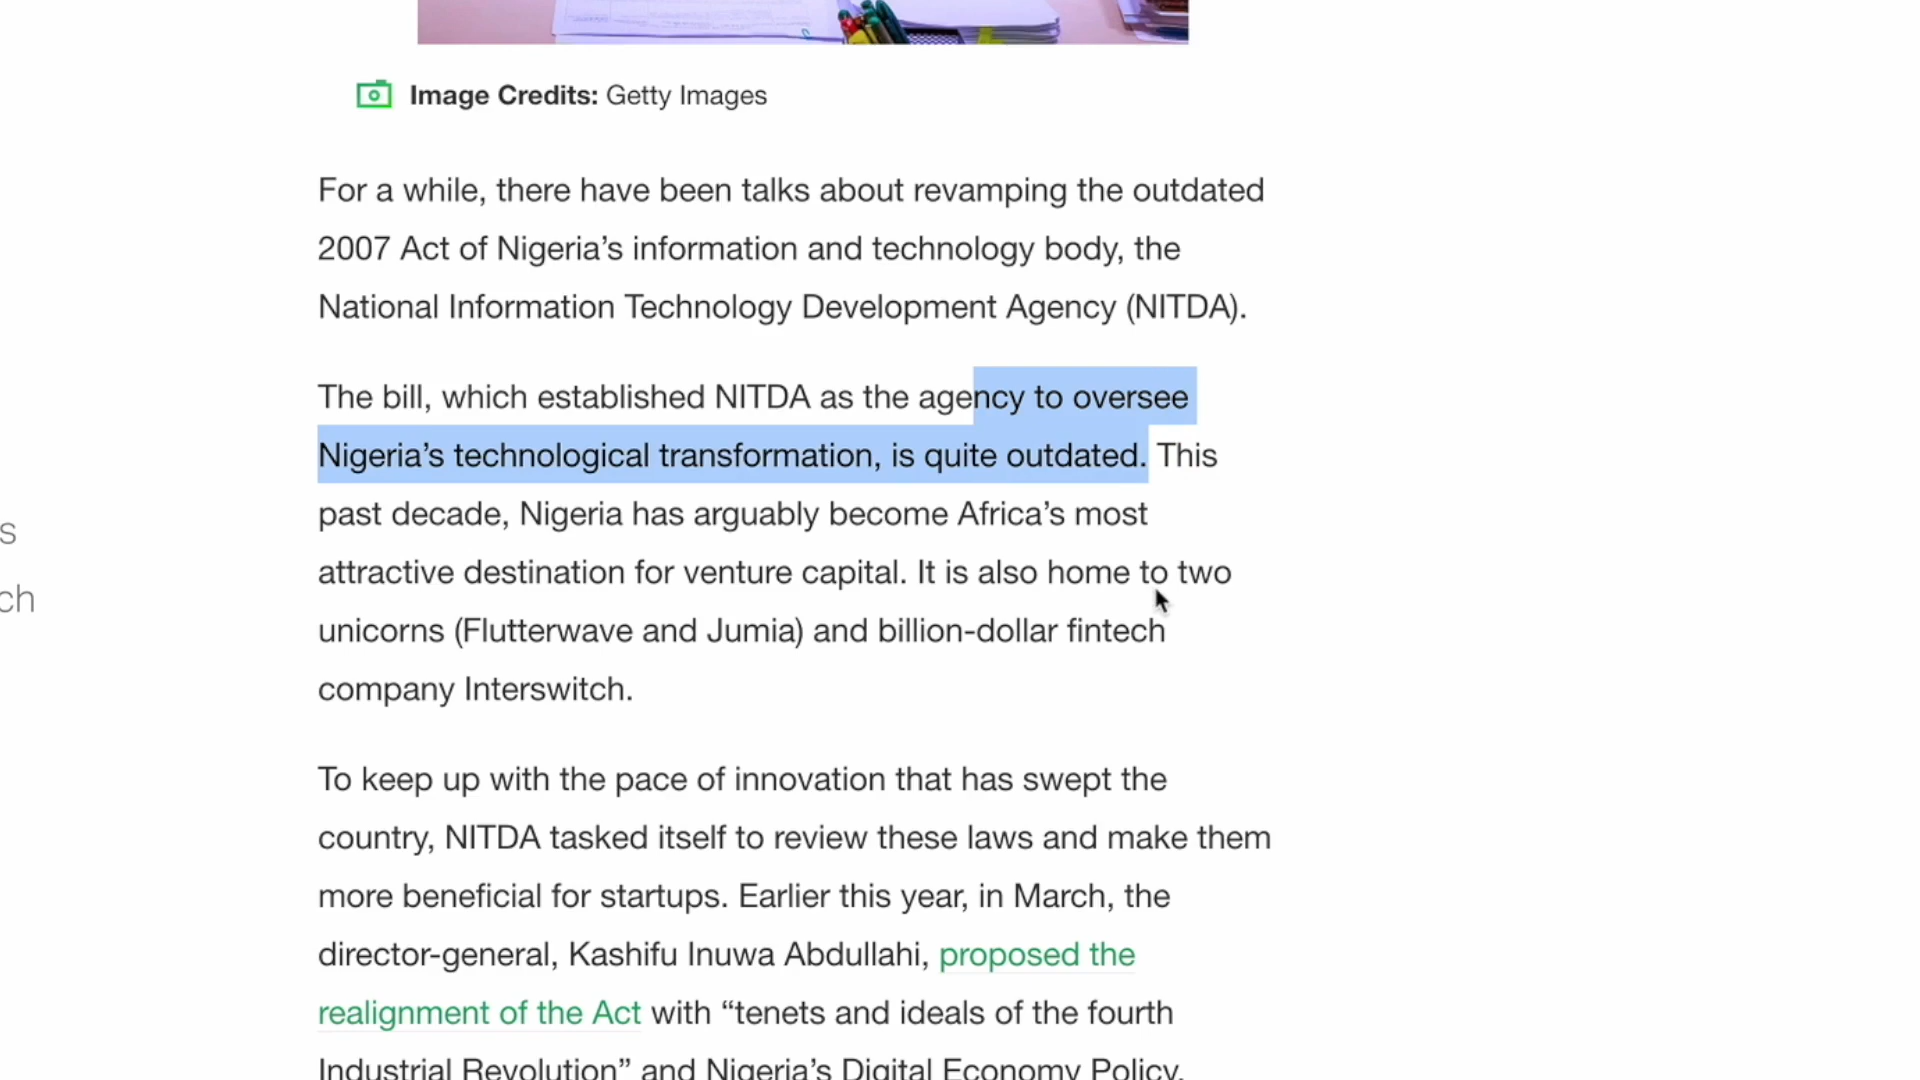 Image Credits: Getty Images
For a while, there have been talks about revamping the outdated
2007 Act of Nigeria’s information and technology body, the
National Information Technology Development Agency (NITDA).
The bill, which established NITDA as the agency to oversee
Nigeria’s technological transformation, is quite outdated. This
past decade, Nigeria has arguably become Africa’s most
attractive destination for venture capital. It is also home to two
unicorns (Flutterwave and Jumia) and billion-dollar fintech
company Interswitch.
To keep up with the pace of innovation that has swept the
country, NITDA tasked itself to review these laws and make them
more beneficial for startups. Earlier this year, in March, the
director-general, Kashifu Inuwa Abdullahi, proposed the
realignment of the Act with “tenets and ideals of the fourth
Industrial Revolution” and Nigeria’s Digital Economy Policy.
s
ch